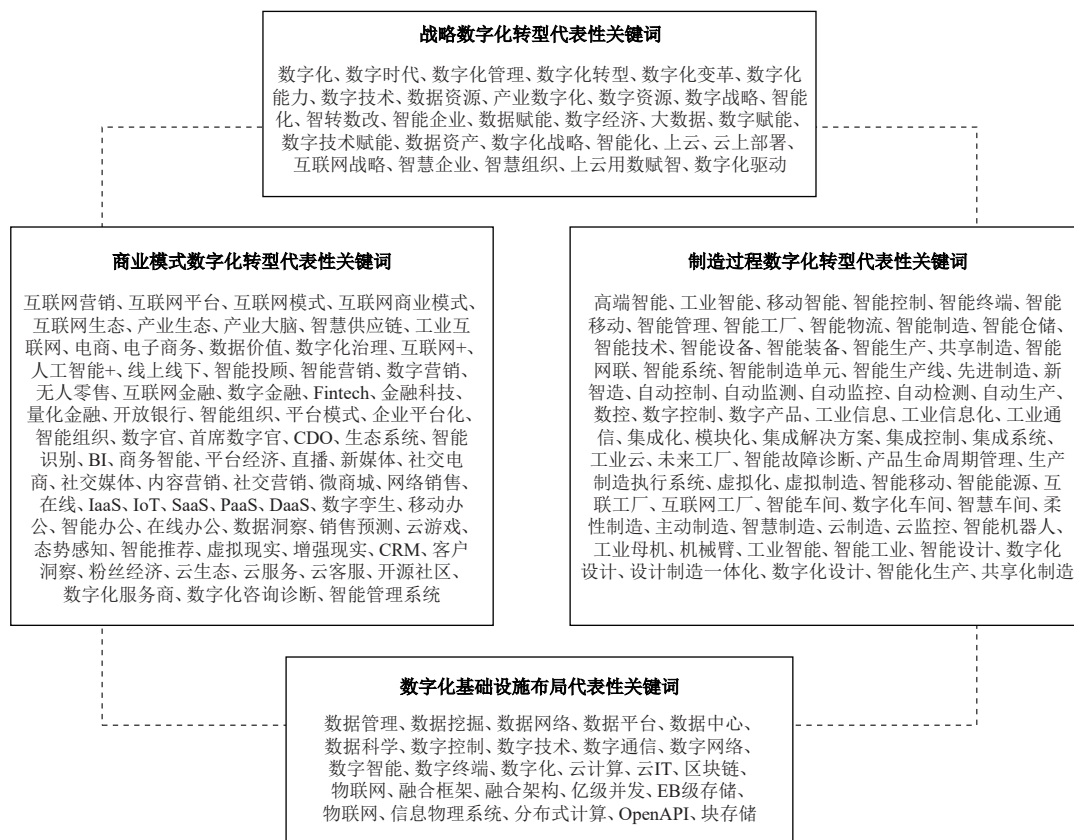 战略数字化转型代表性关键词
数字化、数字时代、数字化管理、数字化转型、数字化变革、数字化
能力、数字技术、数据资源、产业数字化、数字资源、数字战略、智能
化、智转数改、智能企业、数据赋能、数字经济、大数据、数字赋能、
数字技术赋能、数据资产、数字化战略、智能化、上云、云上部署、
互联网战略、智慧企业、智慧组织、上云用数赋智、数字化驱动
商业模式数字化转型代表性关键词
互联网营销、互联网平台、互联网模式、互联网商业模式、
互联网生态、产业生态、产业大脑、智慧供应链、工业互
联网、电商、电子商务、数据价值、数字化治理、互联网+、
人工智能+、线上线下、智能投顾、智能营销、数字营销、
无人零售、互联网金融、数字金融、Fintech、金融科技、
量化金融、开放银行、智能组织、平台模式、企业平台化、
智能组织、数字官、首席数字官、CDO、生态系统、智能
识别、BI、商务智能、平台经济、直播、新媒体、社交电
商、社交媒体、内容营销、社交营销、微商城、网络销售、
在线、IaaS、IoT、SaaS、PaaS、DaaS、数字孪生、移动办
公、智能办公、在线办公、数据洞察、销售预测、云游戏、
态势感知、智能推荐、虚拟现实、增强现实、CRM、客户
洞察、粉丝经济、云生态、云服务、云客服、开源社区、
数字化服务商、数字化咨询诊断、智能管理系统
制造过程数字化转型代表性关键词
高端智能、工业智能、移动智能、智能控制、智能终端、智能
移动、智能管理、智能工厂、智能物流、智能制造、智能仓储、
智能技术、智能设备、智能装备、智能生产、共享制造、智能
网联、智能系统、智能制造单元、智能生产线、先进制造、新
智造、自动控制、自动监测、自动监控、自动检测、自动生产、
数控、数字控制、数字产品、工业信息、工业信息化、工业通
信、集成化、模块化、集成解决方案、集成控制、集成系统、
工业云、未来工厂、智能故障诊断、产品生命周期管理、生产
制造执行系统、虚拟化、虚拟制造、智能移动、智能能源、互
联工厂、互联网工厂、智能车间、数字化车间、智慧车间、柔
性制造、主动制造、智慧制造、云制造、云监控、智能机器人、
工业母机、机械臂、工业智能、智能工业、智能设计、数字化
设计、设计制造一体化、数字化设计、智能化生产、共享化制造
数字化基础设施布局代表性关键词
数据管理、数据挖掘、数据网络、数据平台、数据中心、
数据科学、数字控制、数字技术、数字通信、数字网络、
数字智能、数字终端、数字化、云计算、云IT、区块链、
物联网、融合框架、融合架构、亿级并发、EB级存储、
物联网、信息物理系统、分布式计算、OpenAPI、块存储